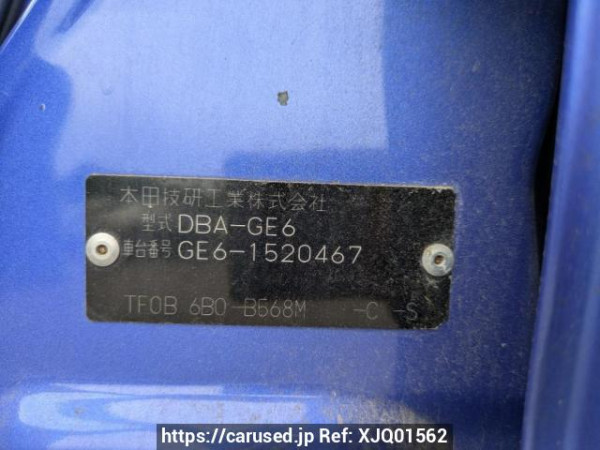 本田技研工業株式会社
型式 DBA-GE6
車台番号 GE6-1520467
TF0B 6B0-B568M -C -S
https://carused.jp Ref: XJQ01562